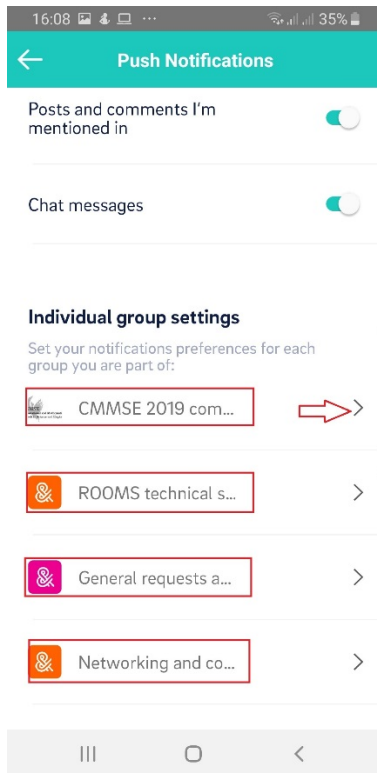 16:08 35%
Push Notifications
Posts and comments I'm
mentioned in
Chat messages
Individual group settings
Set your notifications preferences for each
group you are part of:
CMMSE 2019 com...
ROOMS technical s...
General requests a...
Networking and co...